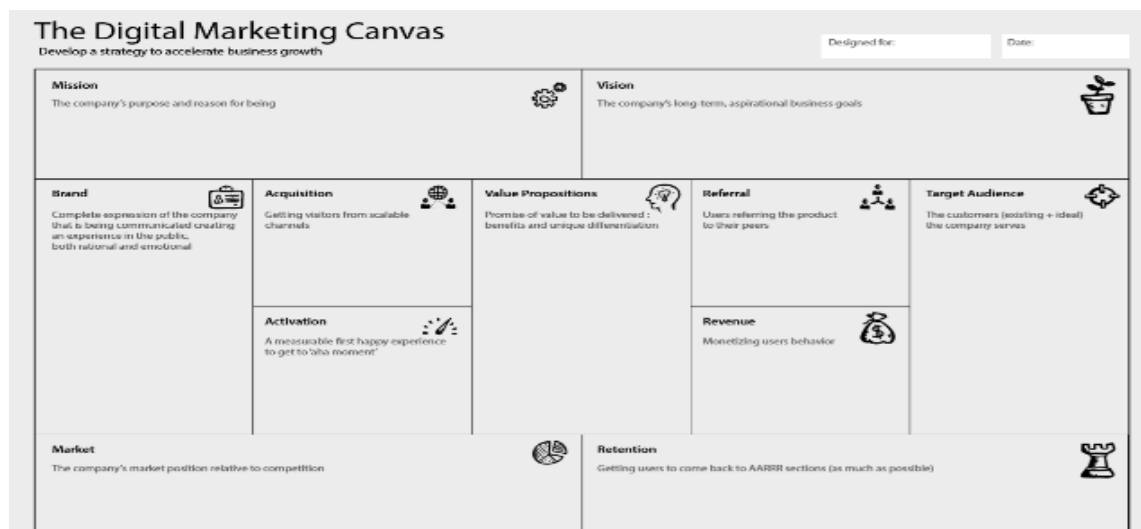 The Digital Marketing Canvas
Develop a strategy to accelerate business growth
Designed for:
Date:
Mission
The company's purpose and reason for being
Vision
The company's long-term, aspirational business goals
Brand
Complete expression of the company
that is being communicated creating
an experience in the public,
both rational and emotional
Acquisition
Getting visitors from scalable
channels
Activation
A measurable first happy experience
to get to 'aha moment'
Value Propositions
Promise of value to be delivered :
benefits and unique differentiation
Referral
Users referring the product
to their peers
Revenue
Monetizing users behavior
Target Audience
The customers (existing + ideal)
the company serves
Market
The company's market position relative to competition
Retention
Getting users to come back to AARRR sections (as much as possible)